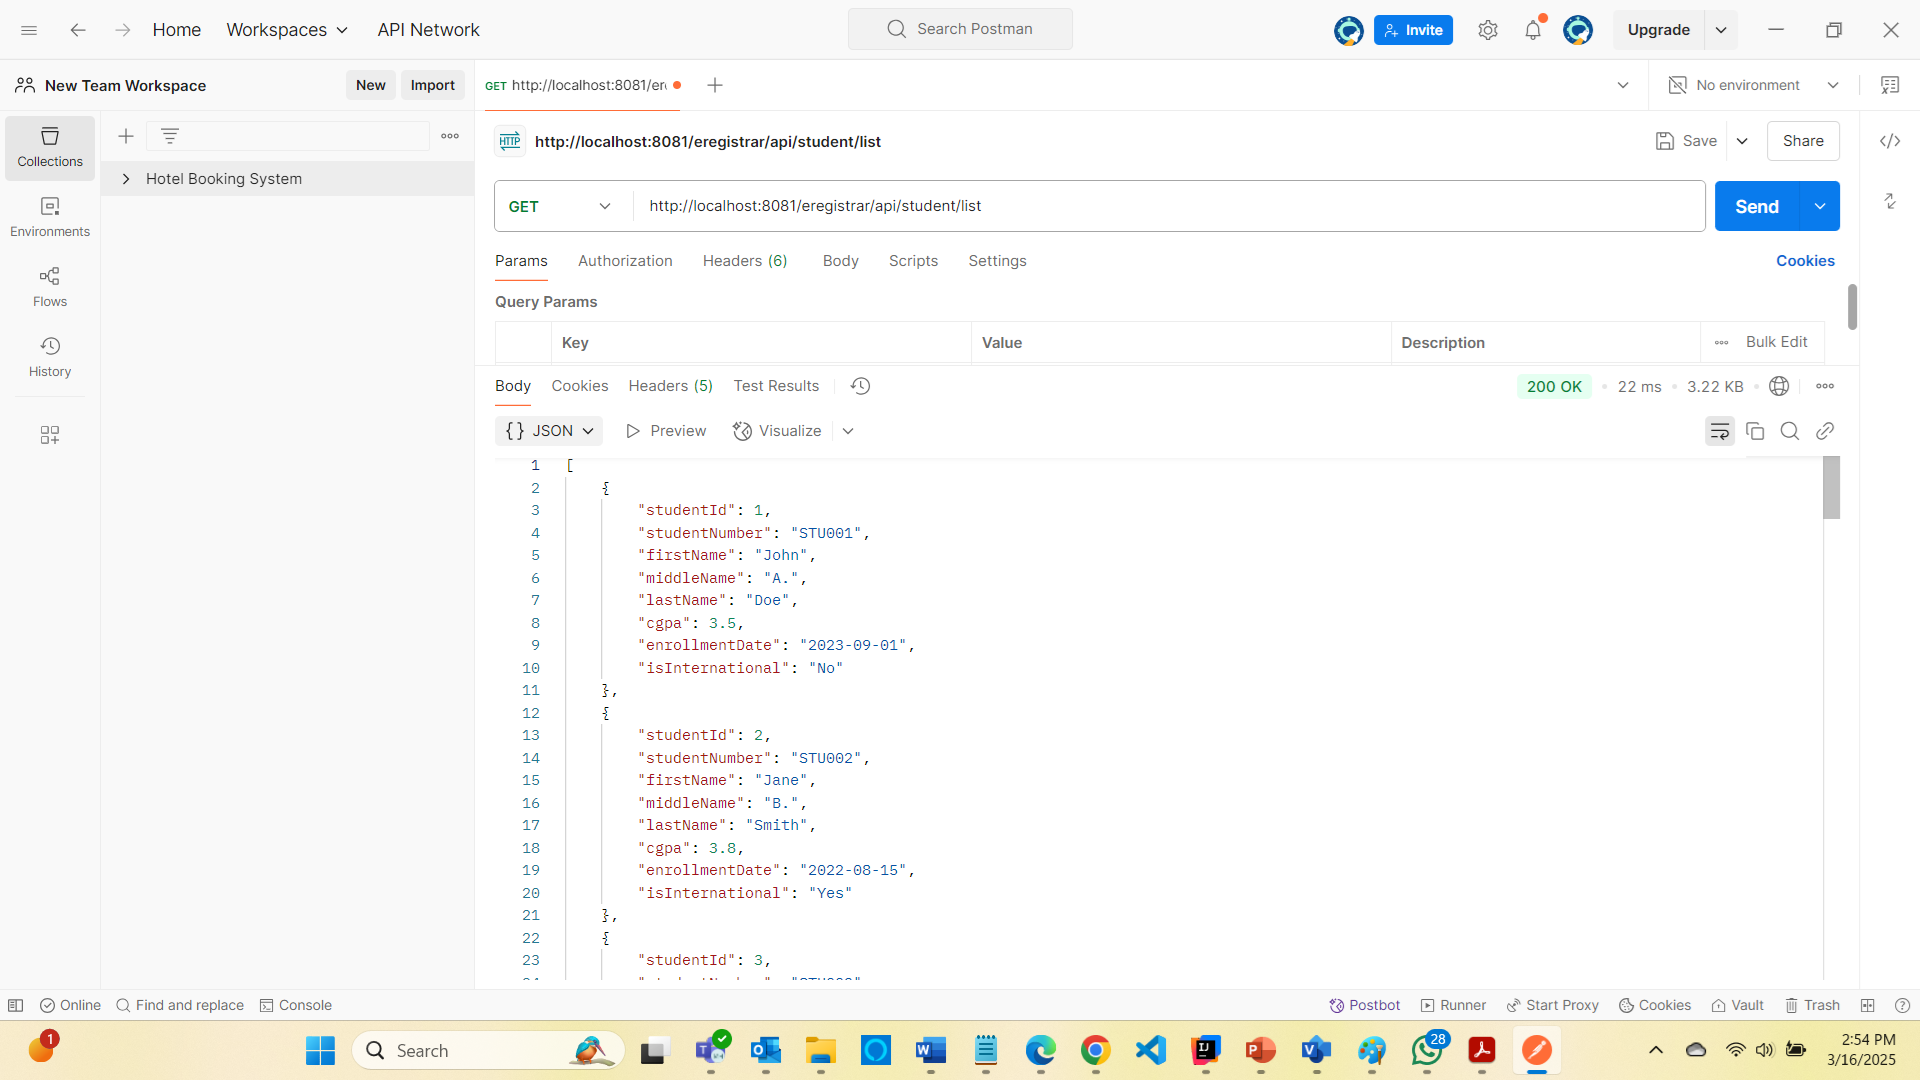 Home
Workspaces
API Network
Search Postman
Invite
Upgrade
New Team Workspace
New
Import
GET http://localhost:8081/er
No environment
Collections
Environments
Flows
History
Hotel Booking System
HTTP
http://localhost:8081/eregistrar/api/student/list
Save
Share
GET
http://localhost:8081/eregistrar/api/student/list
Send
Params
Authorization
Headers (6)
Body
Scripts
Settings
Cookies
Query Params
Key
Value
Description
Bulk Edit
Body
Cookies
Headers (5)
Test Results
200 OK
22 ms
3.22 KB
{} JSON
Preview
Visualize
1 [
2 {
3 "studentId": 1,
4 "studentNumber": "STU001",
5 "firstName": "John",
6 "middleName": "A.",
7 "lastName": "Doe",
8 "cgpa": 3.5,
9 "enrollmentDate": "2023-09-01",
10 "isInternational": "No"
11 },
12 {
13 "studentId": 2,
14 "studentNumber": "STU002",
15 "firstName": "Jane",
16 "middleName": "B.",
17 "lastName": "Smith",
18 "cgpa": 3.8,
19 "enrollmentDate": "2022-08-15",
20 "isInternational": "Yes"
21 },
22 {
23 "studentId": 3,
Online
Find and replace
Console
Postbot
Runner
Start Proxy
Cookies
Vault
Trash
1
Search
28
2:54 PM
3/16/2025